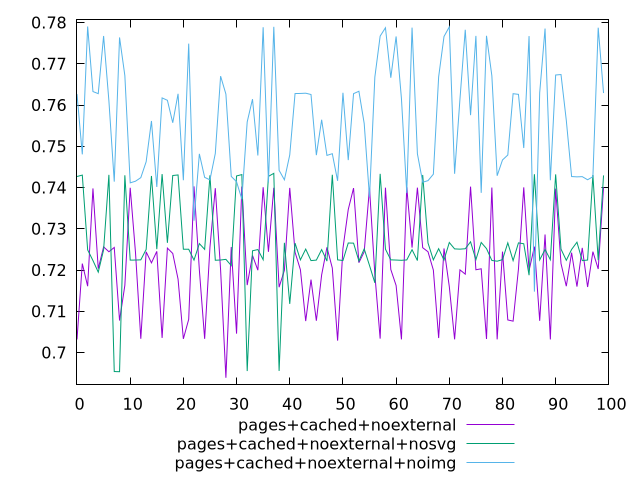 0.78
0.77
0.76
0.75
0.74
0.73
0.72
0.71
0.7
0 10 20 30 40 50 60 70 80 90 100
pages+cached+noexternal
pages+cached+noexternal+nosvg
pages+cached+noexternal+noimg